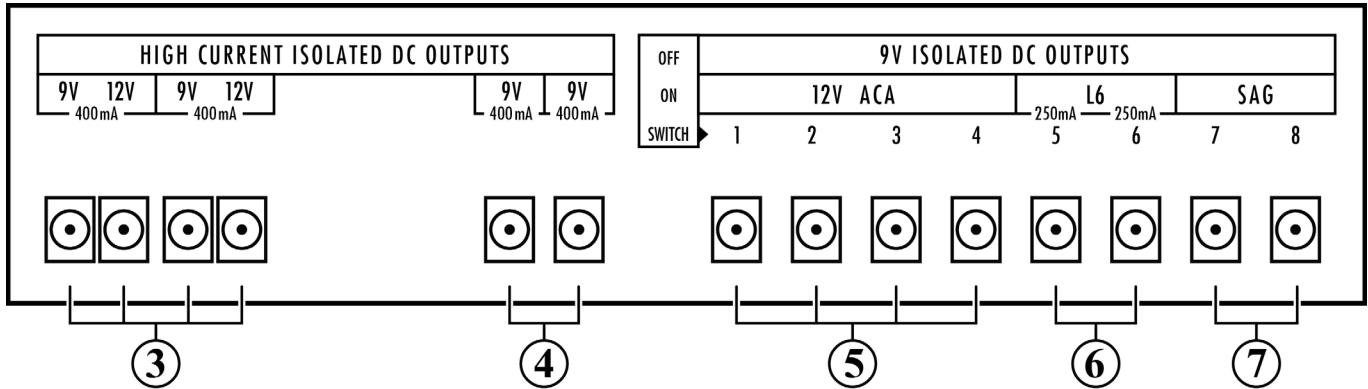 HIGH CURRENT ISOLATED DC OUTPUTS
9V 12V 9V 12V 9V 9V
400mA 400mA 400mA 400mA
OFF 9V ISOLATED DC OUTPUTS
ON 12V ACA L6 SAG
250mA 250mA
SWITCH 1 2 3 4 5 6 7 8
3 4 5 6 7